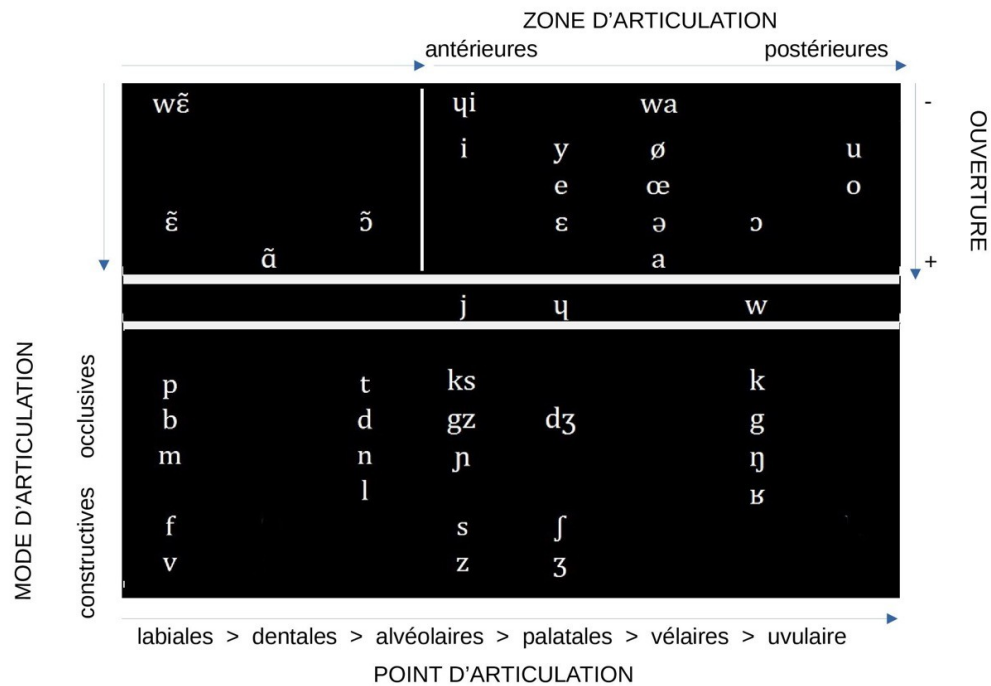 ZONE D’ARTICULATION
antérieures postérieures
wɛ̃ ɥi wa -
i y ø u
e œ o
ɛ̃ ɔ̃ ɛ ə ɔ
ɑ̃ a +
OUVERTURE
j ɥ w
p t ks k
b d gz dʒ g
m n ɲ ŋ
l ʁ
f s ʃ
v z ʒ
MODE D’ARTICULATION
occlusives
constructives
labiales > dentales > alvéolaires > palatales > vélaires > uvulaire
POINT D’ARTICULATION